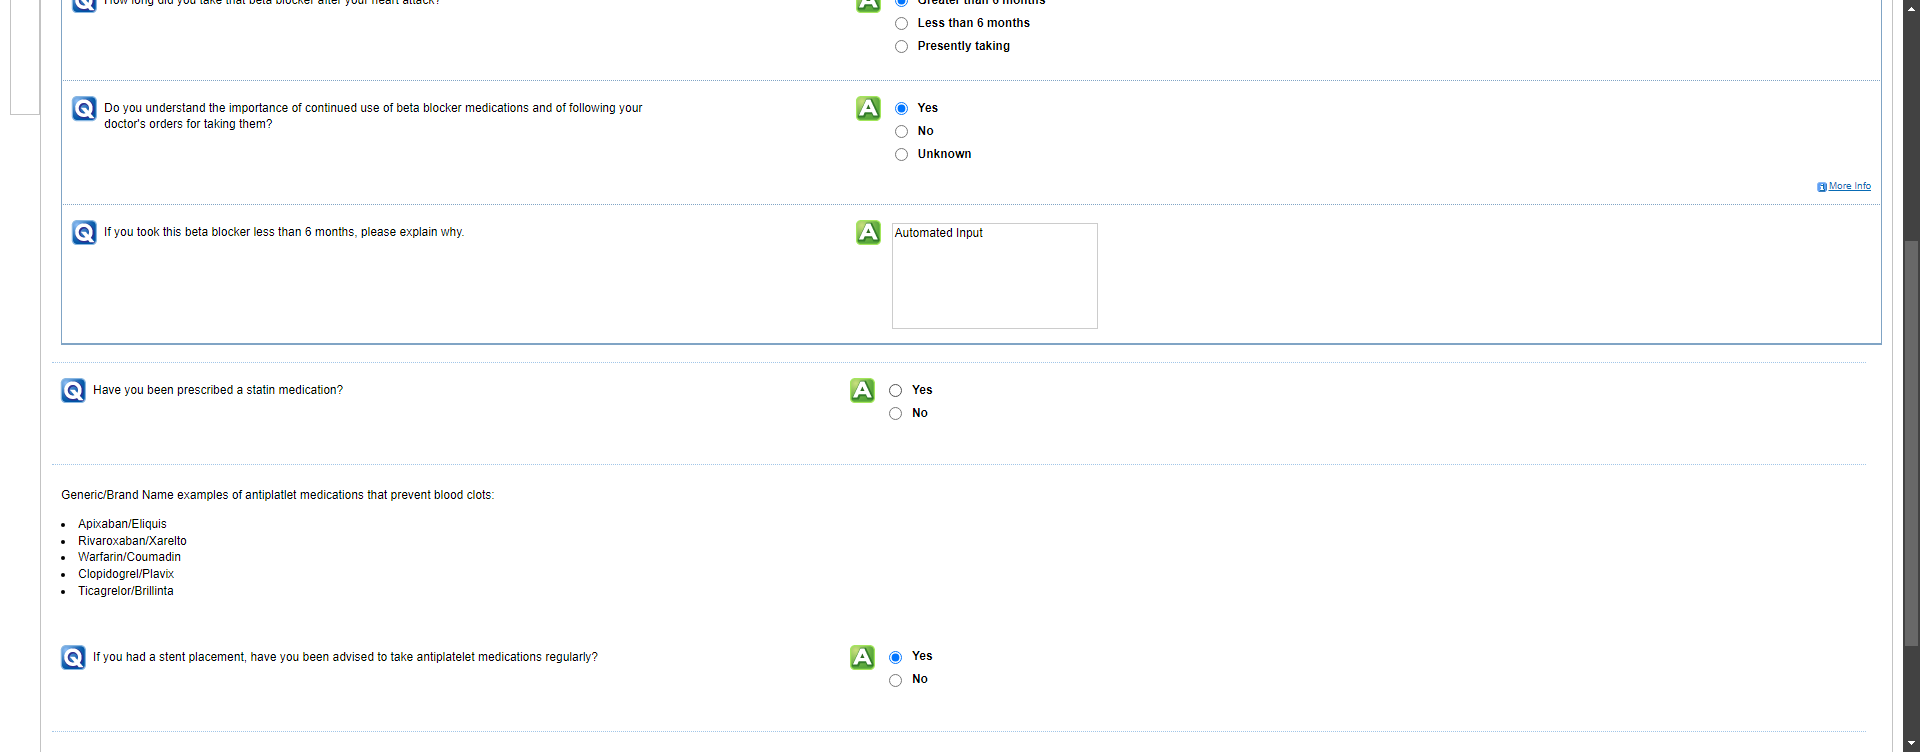 How long did you take that beta blocker after your heart attack?
Greater than 6 months
Less than 6 months
Presently taking
Q Do you understand the importance of continued use of beta blocker medications and of following your
doctor's orders for taking them?
A Yes
No
Unknown
More Info
Q If you took this beta blocker less than 6 months, please explain why.
A Automated Input
Q Have you been prescribed a statin medication?
A Yes
No
Generic/Brand Name examples of antiplatlet medications that prevent blood clots:
• Apixaban/Eliquis
• Rivaroxaban/Xarelto
• Warfarin/Coumadin
• Clopidogrel/Plavix
• Ticagrelor/Brillinta
Q If you had a stent placement, have you been advised to take antiplatelet medications regularly?
A Yes
No